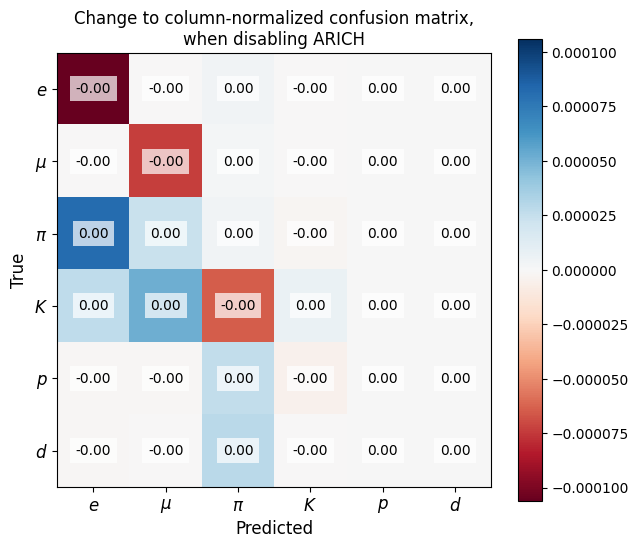 Change to column-normalized confusion matrix,
when disabling ARICH
True
e -0.00 -0.00 0.00 -0.00 0.00 0.00
μ -0.00 -0.00 0.00 -0.00 0.00 0.00
π 0.00 0.00 0.00 -0.00 0.00 0.00
K 0.00 0.00 -0.00 0.00 0.00 0.00
p -0.00 -0.00 0.00 -0.00 0.00 0.00
d -0.00 -0.00 0.00 -0.00 0.00 0.00
e μ π K p d
Predicted
0.000100
0.000075
0.000050
0.000025
0.000000
−0.000025
−0.000050
−0.000075
−0.000100